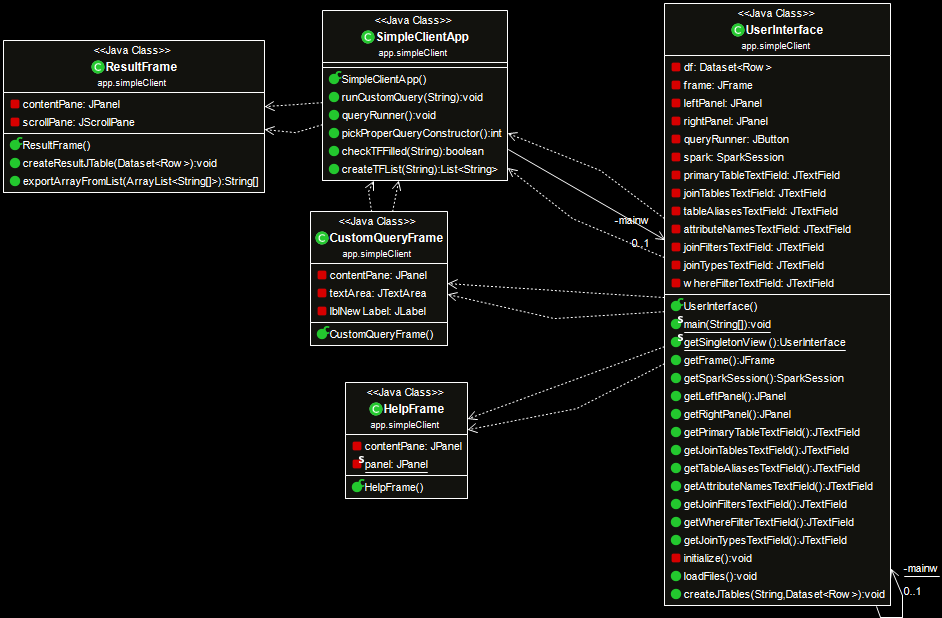 <<Java Class>>
ResultFrame
app.simpleClient
contentPane: JPanel
scrollPane: JScrollPane
ResultFrame()
createResultJTable(Dataset<Row>):void
exportArrayFromList(ArrayList<String[]>):String[]
<<Java Class>>
SimpleClientApp
app.simpleClient
SimpleClientApp()
runCustomQuery(String):void
queryRunner():void
pickProperQueryConstructor():int
checkTFFilled(String):boolean
createTFList(String):List<String>
<<Java Class>>
CustomQueryFrame
app.simpleClient
contentPane: JPanel
textArea: JTextArea
lblNewLabel: JLabel
CustomQueryFrame()
<<Java Class>>
HelpFrame
app.simpleClient
contentPane: JPanel
panel: JPanel
HelpFrame()
-mainw
0..1
<<Java Class>>
UserInterface
app.simpleClient
df: Dataset<Row>
frame: JFrame
leftPanel: JPanel
rightPanel: JPanel
queryRunner: JButton
spark: SparkSession
primaryTableTextField: JTextField
joinTablesTextField: JTextField
tableAliasesTextField: JTextField
attributeNamesTextField: JTextField
joinFiltersTextField: JTextField
joinTypesTextField: JTextField
whereFilterTextField: JTextField
UserInterface()
main(String[]):void
getSingletonView():UserInterface
getFrame():JFrame
getSparkSession():SparkSession
getLeftPanel():JPanel
getRightPanel():JPanel
getPrimaryTableTextField():JTextField
getJoinTablesTextField():JTextField
getTableAliasesTextField():JTextField
getAttributeNamesTextField():JTextField
getJoinFiltersTextField():JTextField
getWhereFilterTextField():JTextField
getJoinTypesTextField():JTextField
initialize():void
loadFiles():void
createJTables(String,Dataset<Row>):void
-mainw
0..1